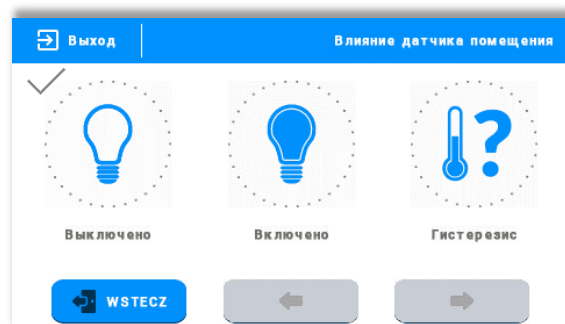 Выход
Влияние датчика помещения
Выключено
Включено
Гистерезис
WSTECZ